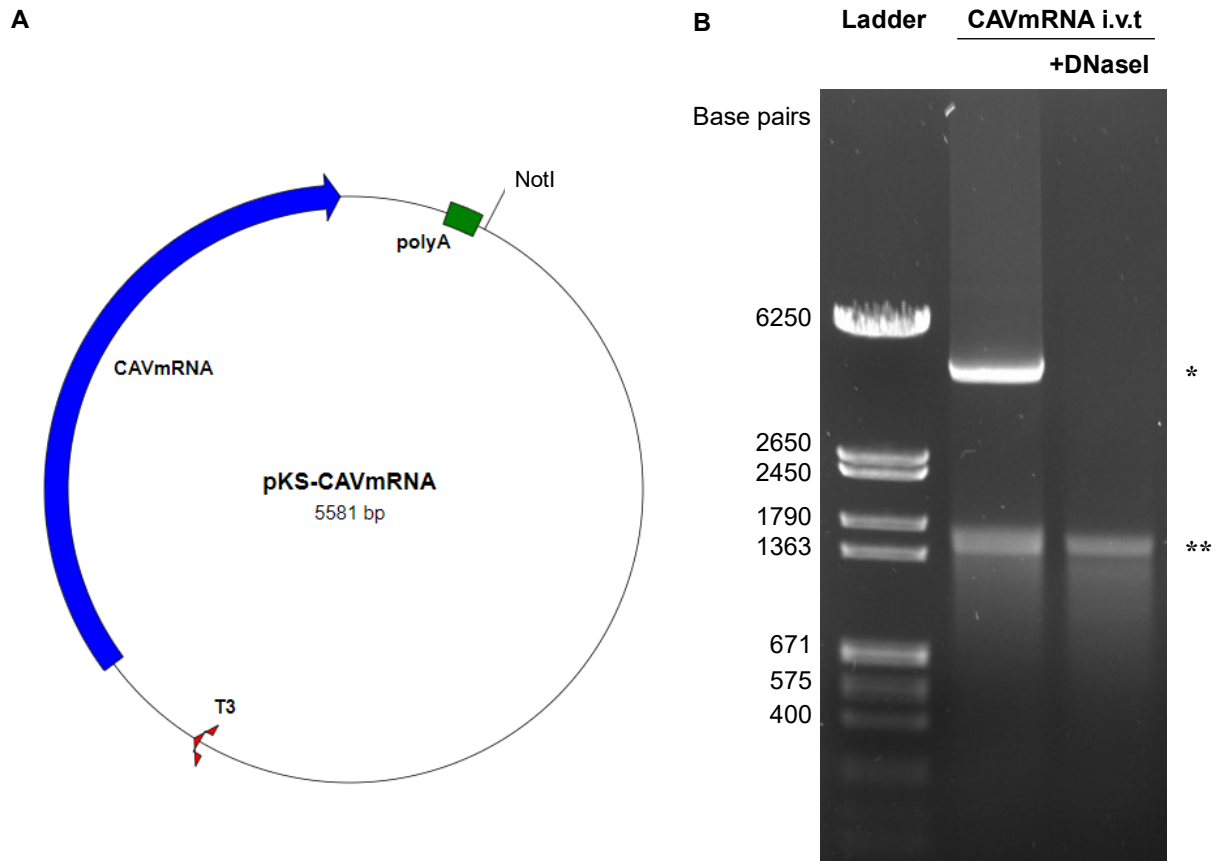 A
NotI
polyA
CAVmRNA
pKS-CAVmRNA
5581 bp
T3
B
Ladder
CAVmRNA i.v.t
+DNaseI
Base pairs
6250
*
2650
2450
1790
1363
**
671
575
400